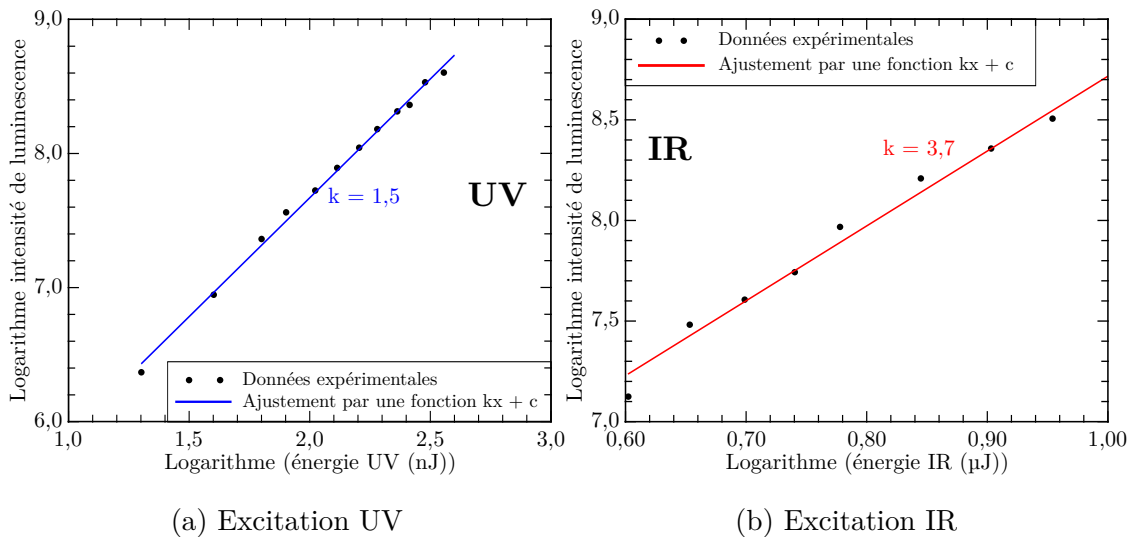 9,0
8,0
7,0
6,0
Logarithme intensité de luminescence
k = 1,5
UV
Données expérimentales
Ajustement par une fonction kx + c
1,0 1,5 2,0 2,5 3,0
Logarithme (énergie UV (nJ))
(a) Excitation UV
9,0
8,5
8,0
7,5
7,0
Logarithme intensité de luminescence
Données expérimentales
Ajustement par une fonction kx + c
IR
k = 3,7
0,60 0,70 0,80 0,90 1,00
Logarithme (énergie IR (µJ))
(b) Excitation IR